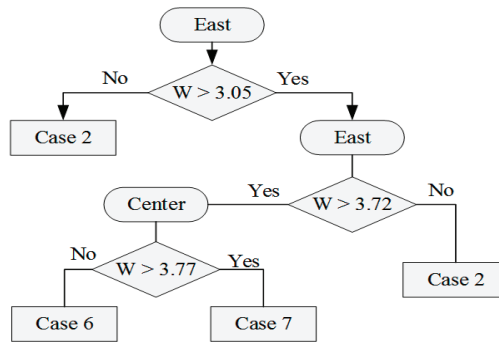 East
No
Yes
W > 3.05
Case 2
East
Yes
No
Center
W > 3.72
No
W > 3.77
Yes
Case 2
Case 6
Case 7